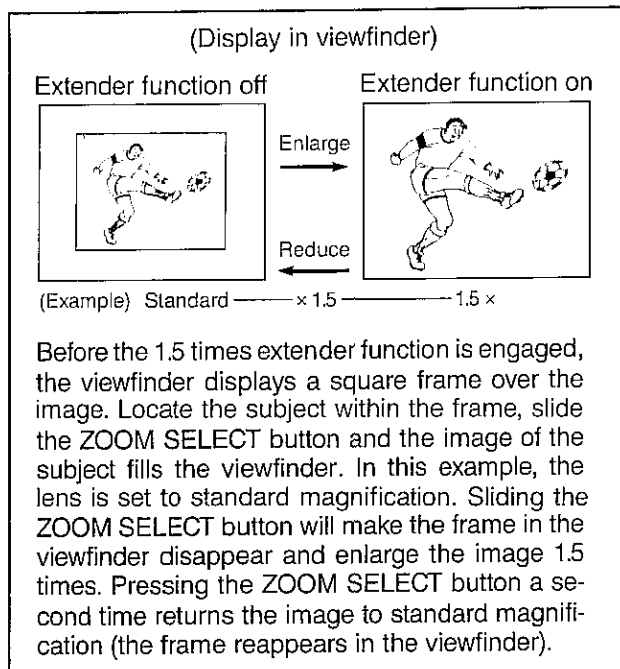 (Display in viewfinder)
Extender function off Extender function on
Enlarge
Reduce
(Example) Standard × 1.5 1.5 ×
Before the 1.5 times extender function is engaged,
the viewfinder displays a square frame over the
image. Locate the subject within the frame, slide
the ZOOM SELECT button and the image of the
subject fills the viewfinder. In this example, the
lens is set to standard magnification. Sliding the
ZOOM SELECT button will make the frame in the
viewfinder disappear and enlarge the image 1.5
times. Pressing the ZOOM SELECT button a se-
cond time returns the image to standard magnifi-
cation (the frame reappears in the viewfinder).